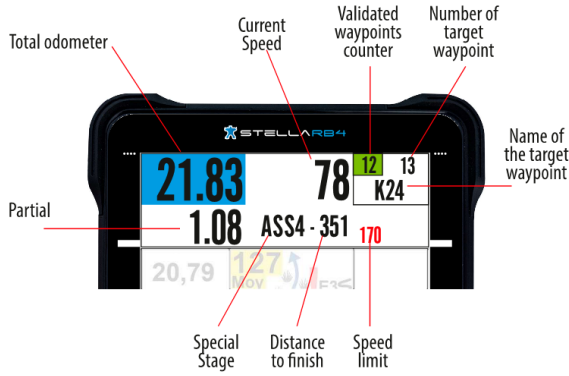 Total odometer
Current
Speed
Validated
waypoints
counter
Number of
target
waypoint
STELLARB4
21.83
78
12
13
K24
Name of
the target
waypoint
Partial
1.08
ASS4 - 351
170
20,79
127
Mov
Special
Stage
Distance
to finish
Speed
limit